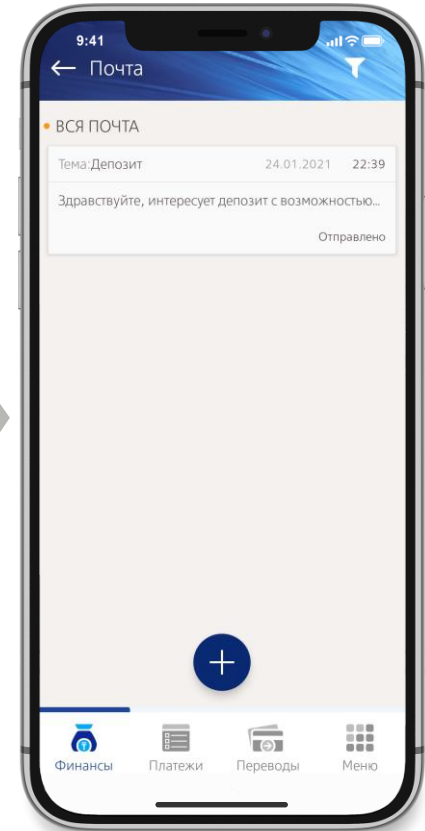 9:41
Почта
ВСЯ ПОЧТА
Тема:Депозит 24.01.2021 22:39
Здравствуйте, интересует депозит с возможностью...
Отправлено
Финансы Платежи Переводы Меню